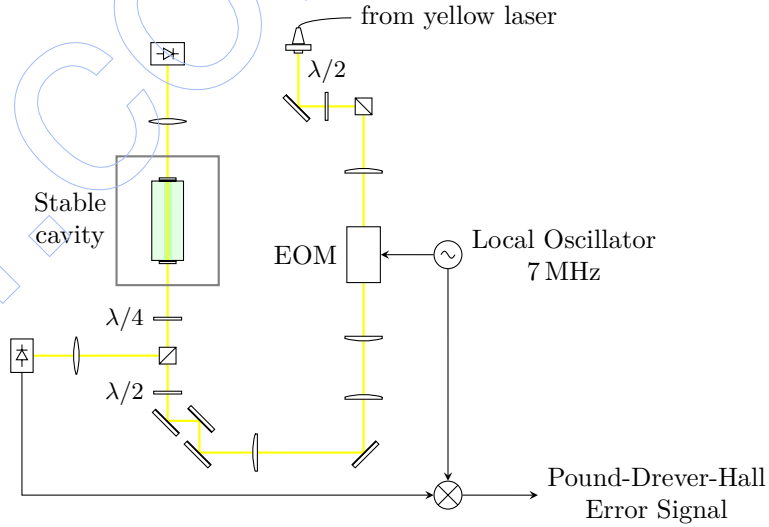 from yellow laser
λ/2
Stable
cavity
EOM
Local Oscillator
7 MHz
λ/4
λ/2
Pound-Drever-Hall
Error Signal